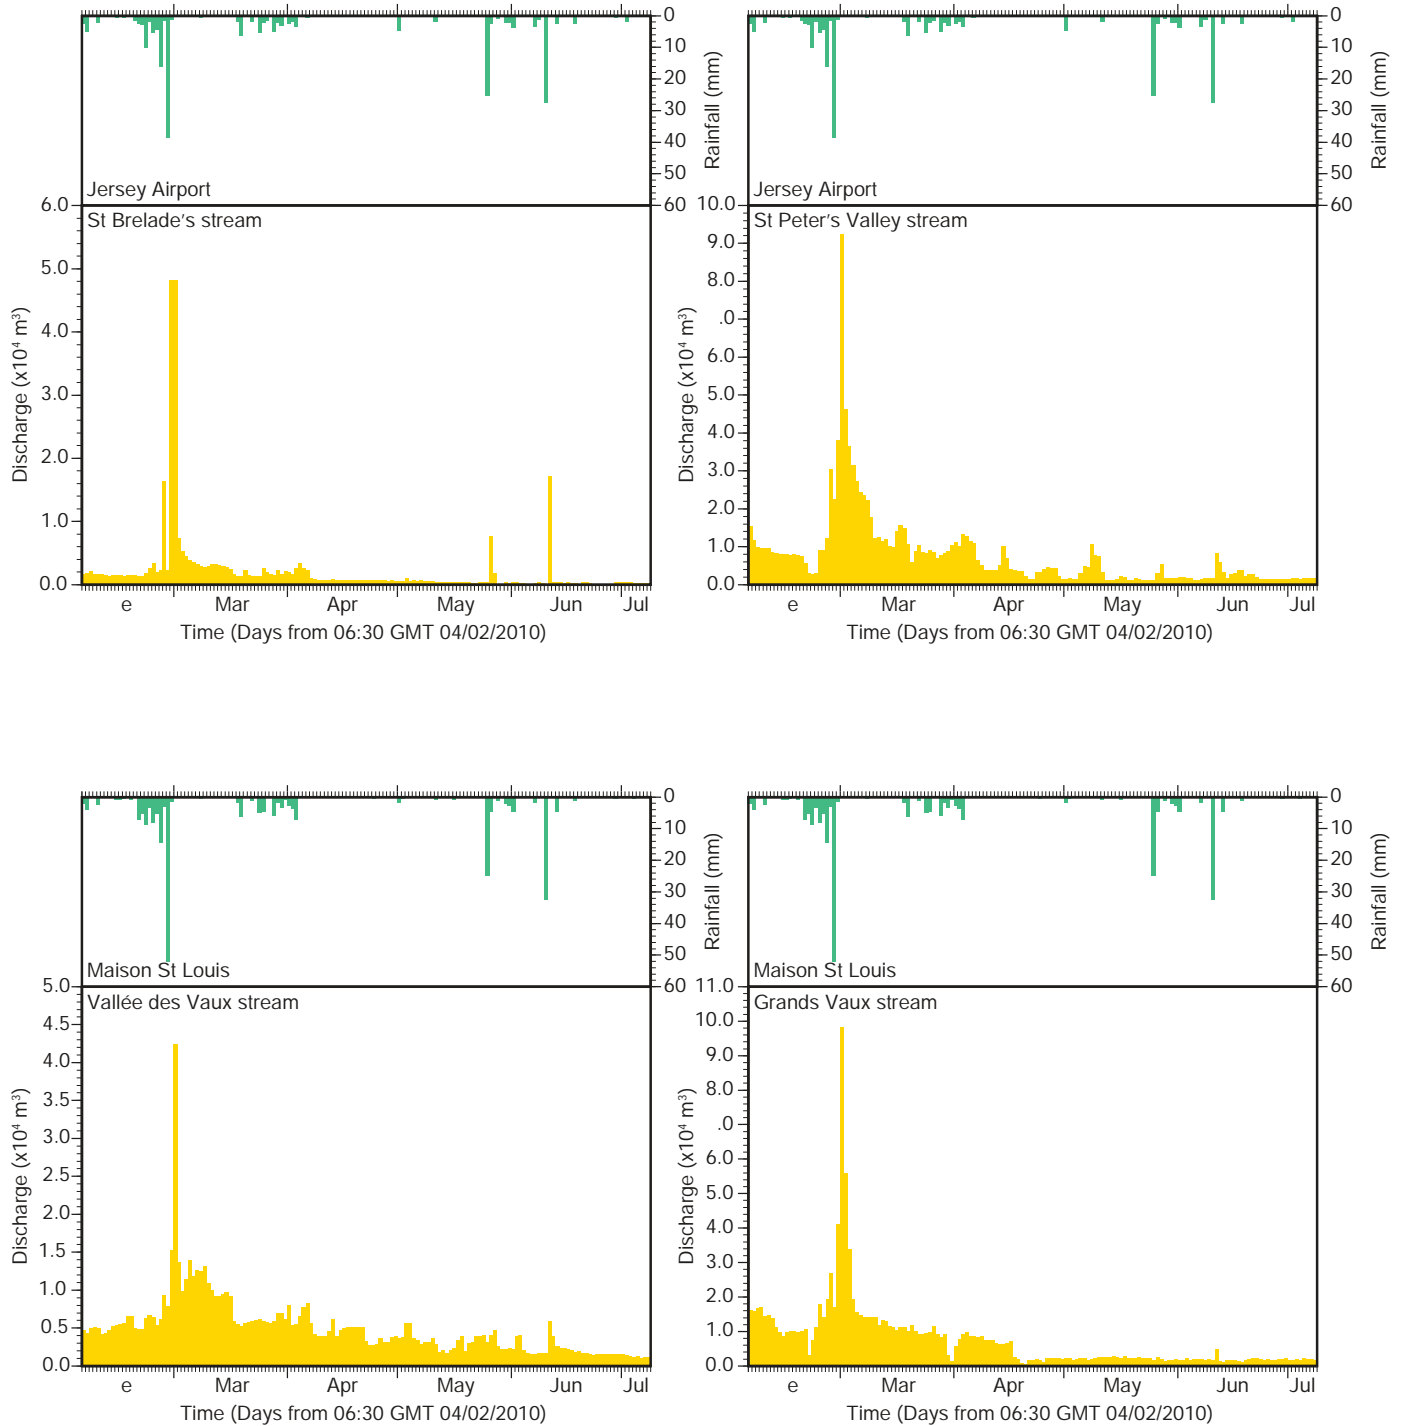 0
10
20
30
40
50
60
Rainfall (mm)
Jersey Airport
6.0
5.0
4.0
3.0
2.0
1.0
0.0
Discharge (x10⁴ m³)
St Brelade's stream
e Mar Apr May Jun Jul
Time (Days from 06:30 GMT 04/02/2010)
0
10
20
30
40
50
60
Rainfall (mm)
Jersey Airport
10.0
9.0
8.0
.0
6.0
5.0
4.0
3.0
2.0
1.0
0.0
Discharge (x10⁴ m³)
St Peter's Valley stream
e Mar Apr May Jun Jul
Time (Days from 06:30 GMT 04/02/2010)
0
10
20
30
40
50
60
Rainfall (mm)
Maison St Louis
5.0
4.5
4.0
3.5
3.0
2.5
2.0
1.5
1.0
0.5
0.0
Discharge (x10⁴ m³)
Vallée des Vaux stream
e Mar Apr May Jun Jul
Time (Days from 06:30 GMT 04/02/2010)
0
10
20
30
40
50
60
Rainfall (mm)
Maison St Louis
11.0
10.0
9.0
8.0
.0
6.0
5.0
4.0
3.0
2.0
1.0
0.0
Discharge (x10⁴ m³)
Grands Vaux stream
e Mar Apr May Jun Jul
Time (Days from 06:30 GMT 04/02/2010)